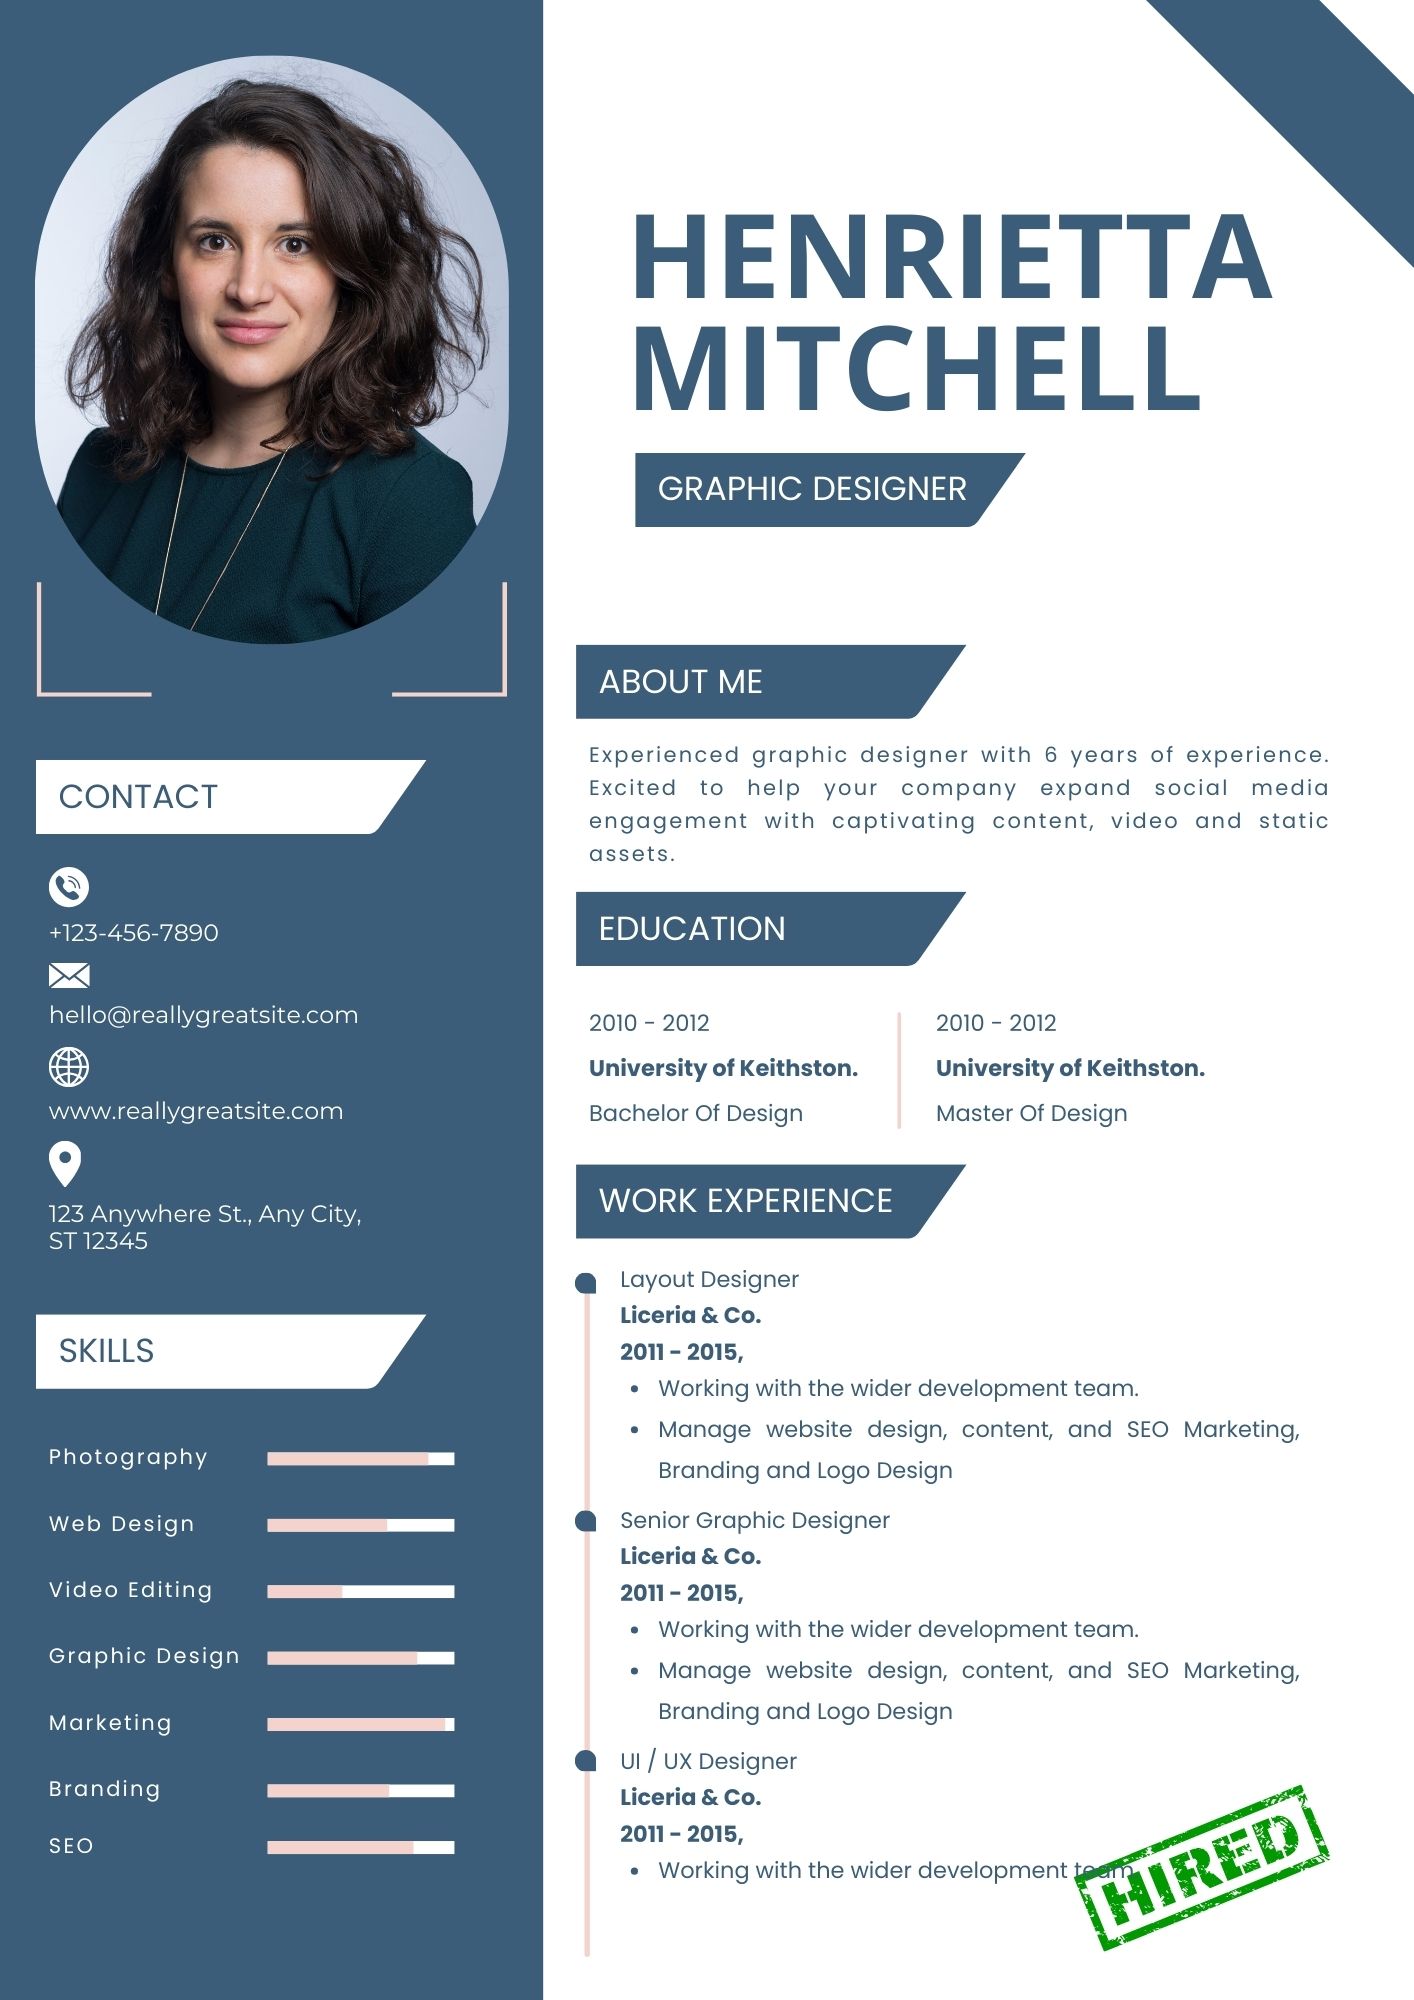 HENRIETTA
MITCHELL
GRAPHIC DESIGNER
CONTACT
+123-456-7890
hello@reallygreatsite.com
www.reallygreatsite.com
123 Anywhere St., Any City,
ST 12345
SKILLS
Photography
Web Design
Video Editing
Graphic Design
Marketing
Branding
SEO
ABOUT ME
Experienced graphic designer with 6 years of experience.
Excited to help your company expand social media
engagement with captivating content, video and static
assets.
EDUCATION
2010 - 2012
University of Keithston.
Bachelor Of Design
2010 - 2012
University of Keithston.
Master Of Design
WORK EXPERIENCE
Layout Designer
Liceria & Co.
2011 - 2015,
• Working with the wider development team.
• Manage website design, content, and SEO Marketing,
Branding and Logo Design
Senior Graphic Designer
Liceria & Co.
2011 - 2015,
• Working with the wider development team.
• Manage website design, content, and SEO Marketing,
Branding and Logo Design
UI / UX Designer
Liceria & Co.
2011 - 2015,
• Working with the wider development team
HIRED